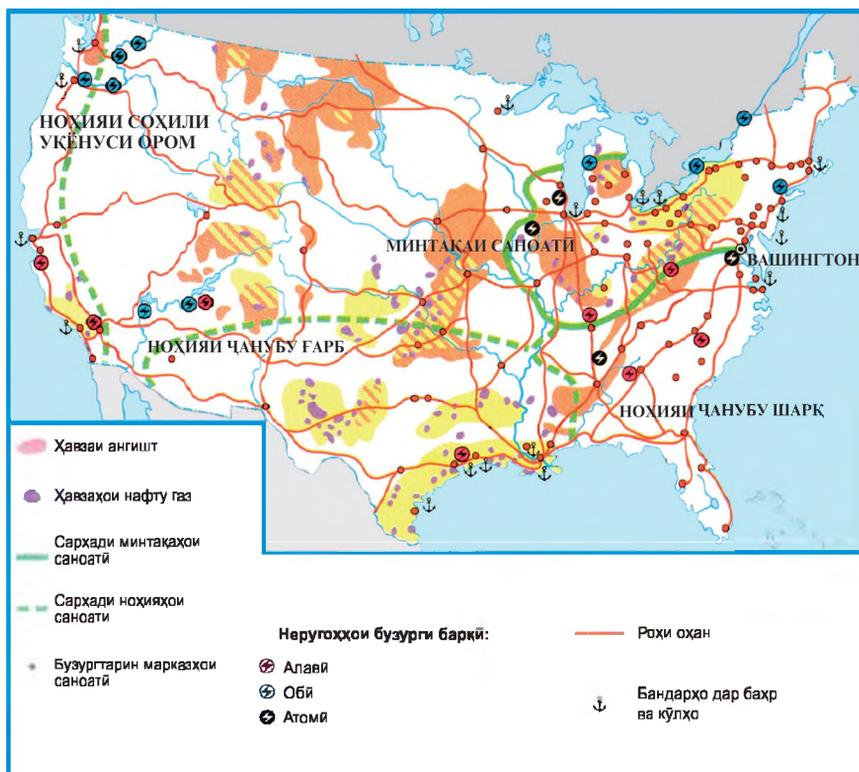 НОҲИЯИ СОҲИЛИ
УҚЁНУСИ ОРОМ
МИНТАҚАИ САНОАТӢ
ВАШИНГТОН
НОҲИЯИ ҶАНУБУ ҒАРБ
НОҲИЯИ ҶАНУБУ ШАРҚ
Ҳавзаи ангишт
Ҳавзаҳои нафту газ
Сарҳади минтақаҳои
саноатӣ
Сарҳади ноҳияҳои
саноати
Бузургтарин марказҳои
саноатӣ
Неругоҳҳои бузурги барқӣ:
Алавӣ
Обӣ
Атомӣ
Роҳи оҳан
Бандарҳо дар баҳр
ва кӯлҳо